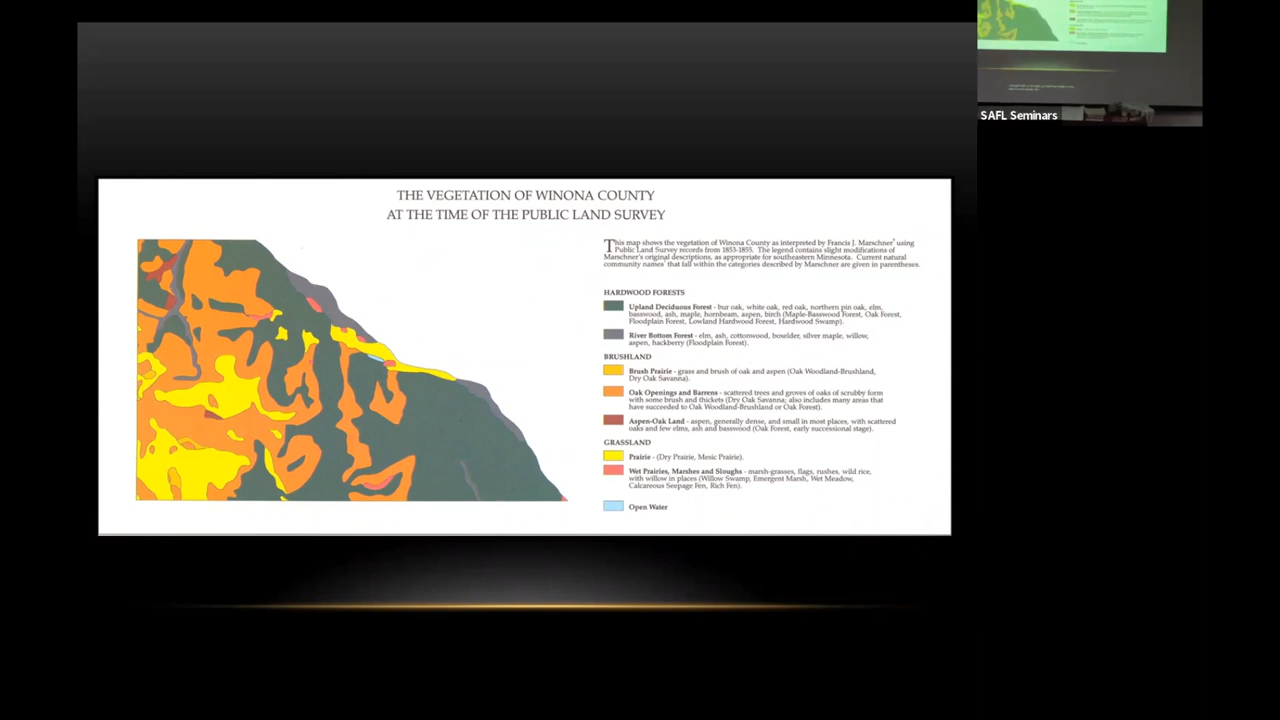 THE VEGETATION OF WINONA COUNTY
AT THE TIME OF THE PUBLIC LAND SURVEY
This map shows the vegetation of Winona County as interpreted by Francis J. Marschner' using
Public Land Survey records from 1853-1855. The legend contains slight modifications of
Marschner's original descriptions, as appropriate for southeastern Minnesota. Current natural
community names' that fall within the categories described by Marschner are given in parentheses.
HARDWOOD FORESTS
Upland Deciduous Forest - bur oak, white oak, red oak, northern pin oak, elm,
basswood, ash, maple, hornbeam, aspen, birch (Maple-Basswood Forest, Oak Forest,
Floodplain Forest, Lowland Hardwood Forest, Hardwood Swamp).
River Bottom Forest - elm, ash, cottonwood, boxelder, silver maple, willow,
aspen, hackberry (Floodplain Forest).
BRUSHLAND
Brush Prairie - grass and brush of oak and aspen (Oak Woodland-Brushland,
Dry Oak Savanna).
Oak Openings and Barrens - scattered trees and groves of oaks of scrubby form
with some brush and thickets (Dry Oak Savanna; also includes many areas that
have succeeded to Oak Woodland-Brushland or Oak Forest).
Aspen-Oak Land - aspen, generally dense, and small in most places, with scattered
oaks and few elms, ash and basswood (Oak Forest, early successional stage).
GRASSLAND
Prairie - (Dry Prairie, Mesic Prairie).
Wet Prairies, Marshes and Sloughs - marsh-grasses, flags, rushes, wild rice,
with willow in places (Willow Swamp, Emergent Marsh, Wet Meadow,
Calcareous Seepage Fen, Rich Fen).
Open Water
SAFL Seminars